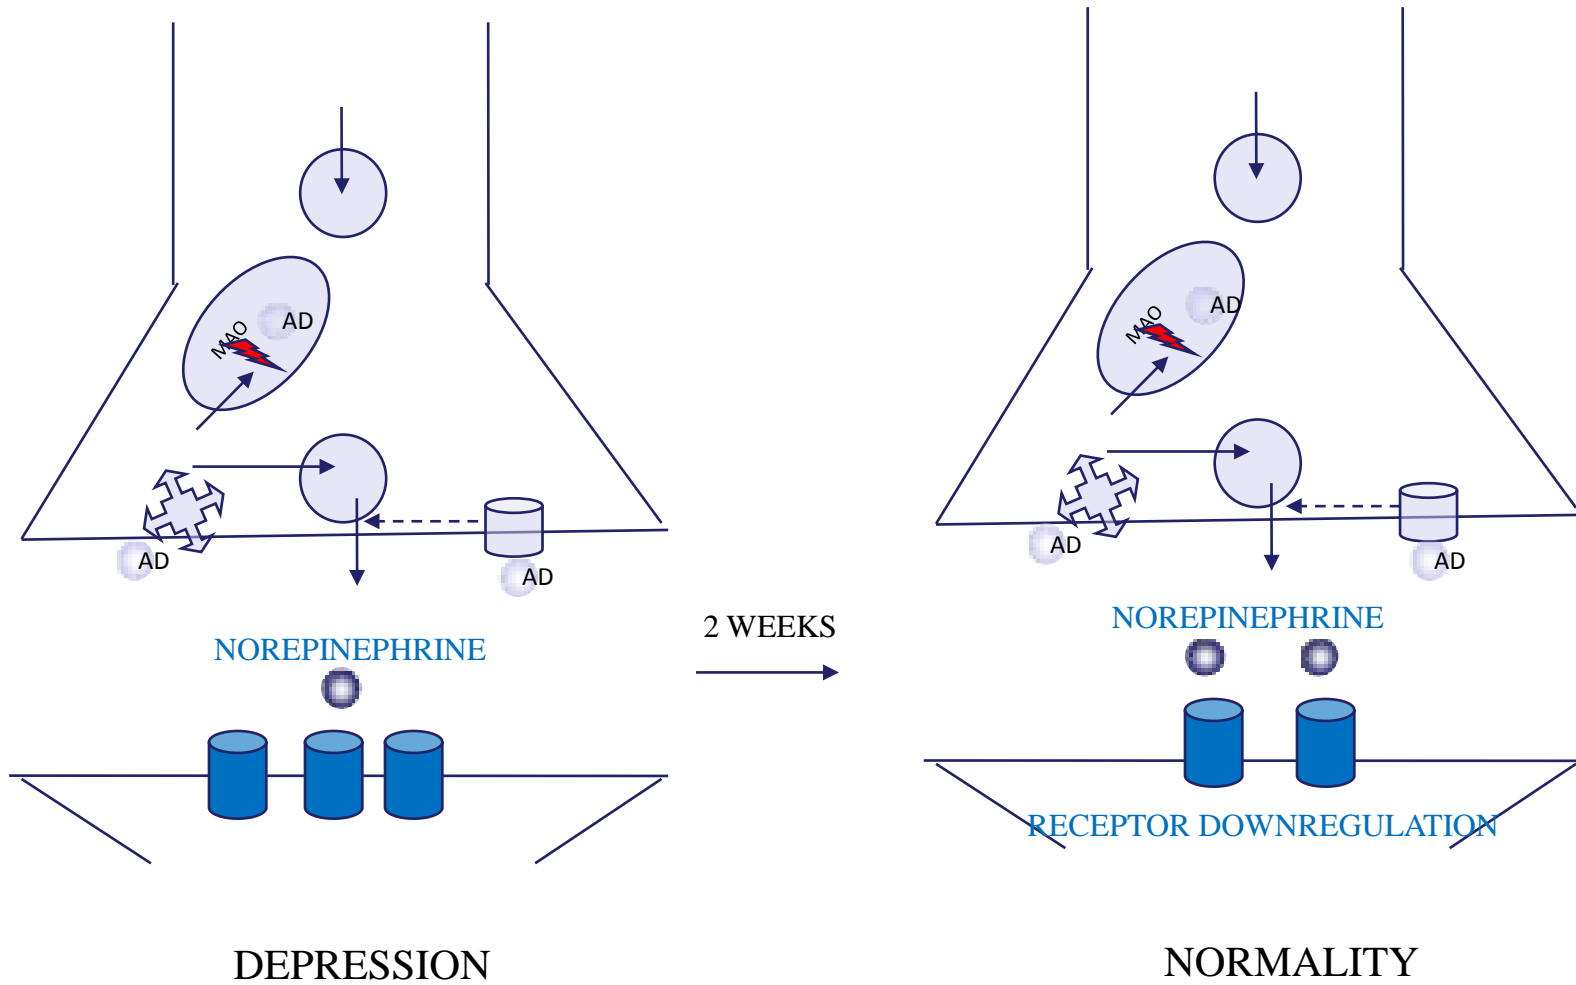 MAO
AD
AD
AD
NOREPINEPHRINE
DEPRESSION
2 WEEKS
MAO
AD
AD
AD
NOREPINEPHRINE
RECEPTOR DOWNREGULATION
NORMALITY